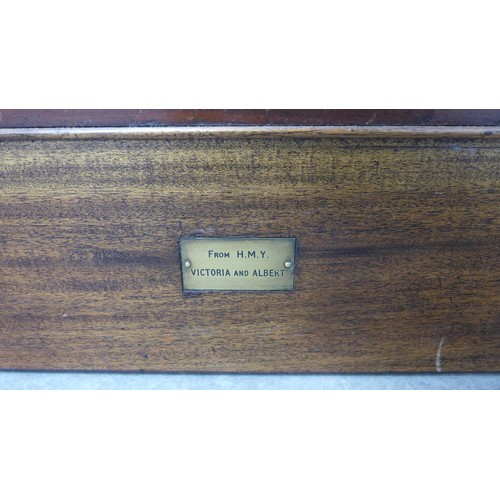 FROM H.M.Y.
VICTORIA AND ALBERT